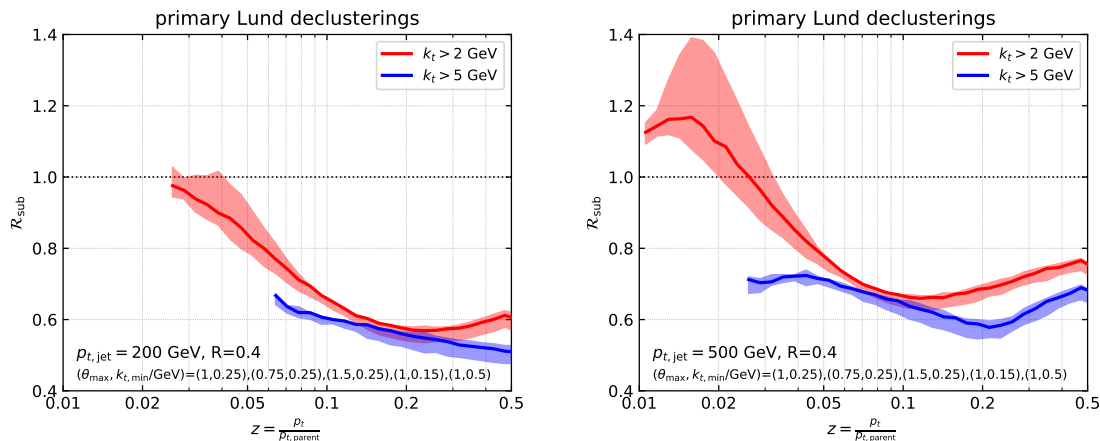 primary Lund declusterings
1.4
1.2
1.0
0.8
0.6
0.4
R_sub
k_t > 2 GeV
k_t > 5 GeV
p_{t,jet} = 200 GeV, R=0.4
(θ_max, k_{t,min}/GeV)=(1,0.25),(0.75,0.25),(1.5,0.25),(1,0.15),(1,0.5)
0.01 0.02 0.05 0.1 0.2 0.5
z = p_t / p_{t,parent}
primary Lund declusterings
1.4
1.2
1.0
0.8
0.6
0.4
R_sub
k_t > 2 GeV
k_t > 5 GeV
p_{t,jet} = 500 GeV, R=0.4
(θ_max, k_{t,min}/GeV)=(1,0.25),(0.75,0.25),(1.5,0.25),(1,0.15),(1,0.5)
0.01 0.02 0.05 0.1 0.2 0.5
z = p_t / p_{t,parent}